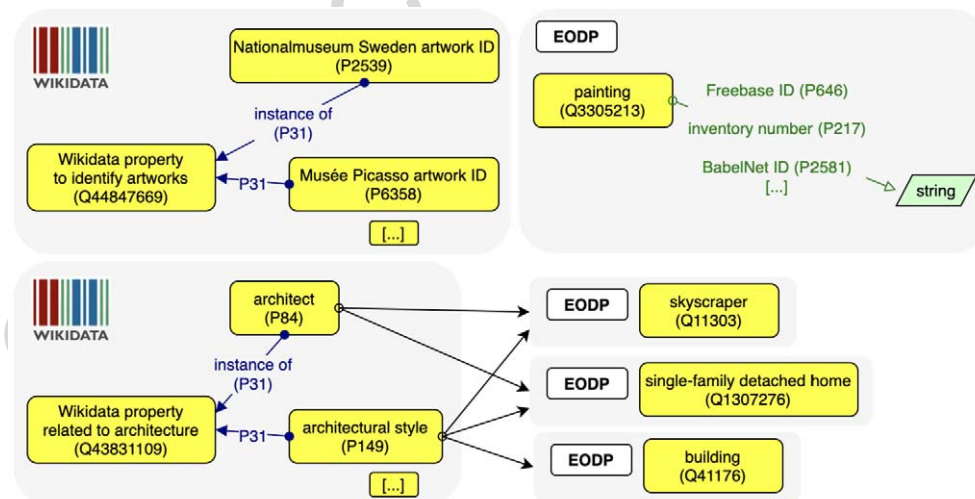 WIKIDATA
Nationalmuseum Sweden artwork ID
(P2539)
instance of
(P31)
Wikidata property
to identify artworks
(Q44847669)
P31
Musée Picasso artwork ID
(P6358)
[...]
EODP
painting
(Q3305213)
Freebase ID (P646)
inventory number (P217)
BabelNet ID (P2581)
[...]
string
WIKIDATA
architect
(P84)
instance of
(P31)
Wikidata property
related to architecture
(Q43831109)
P31
architectural style
(P149)
[...]
EODP
skyscraper
(Q11303)
EODP
single-family detached home
(Q1307276)
EODP
building
(Q41176)